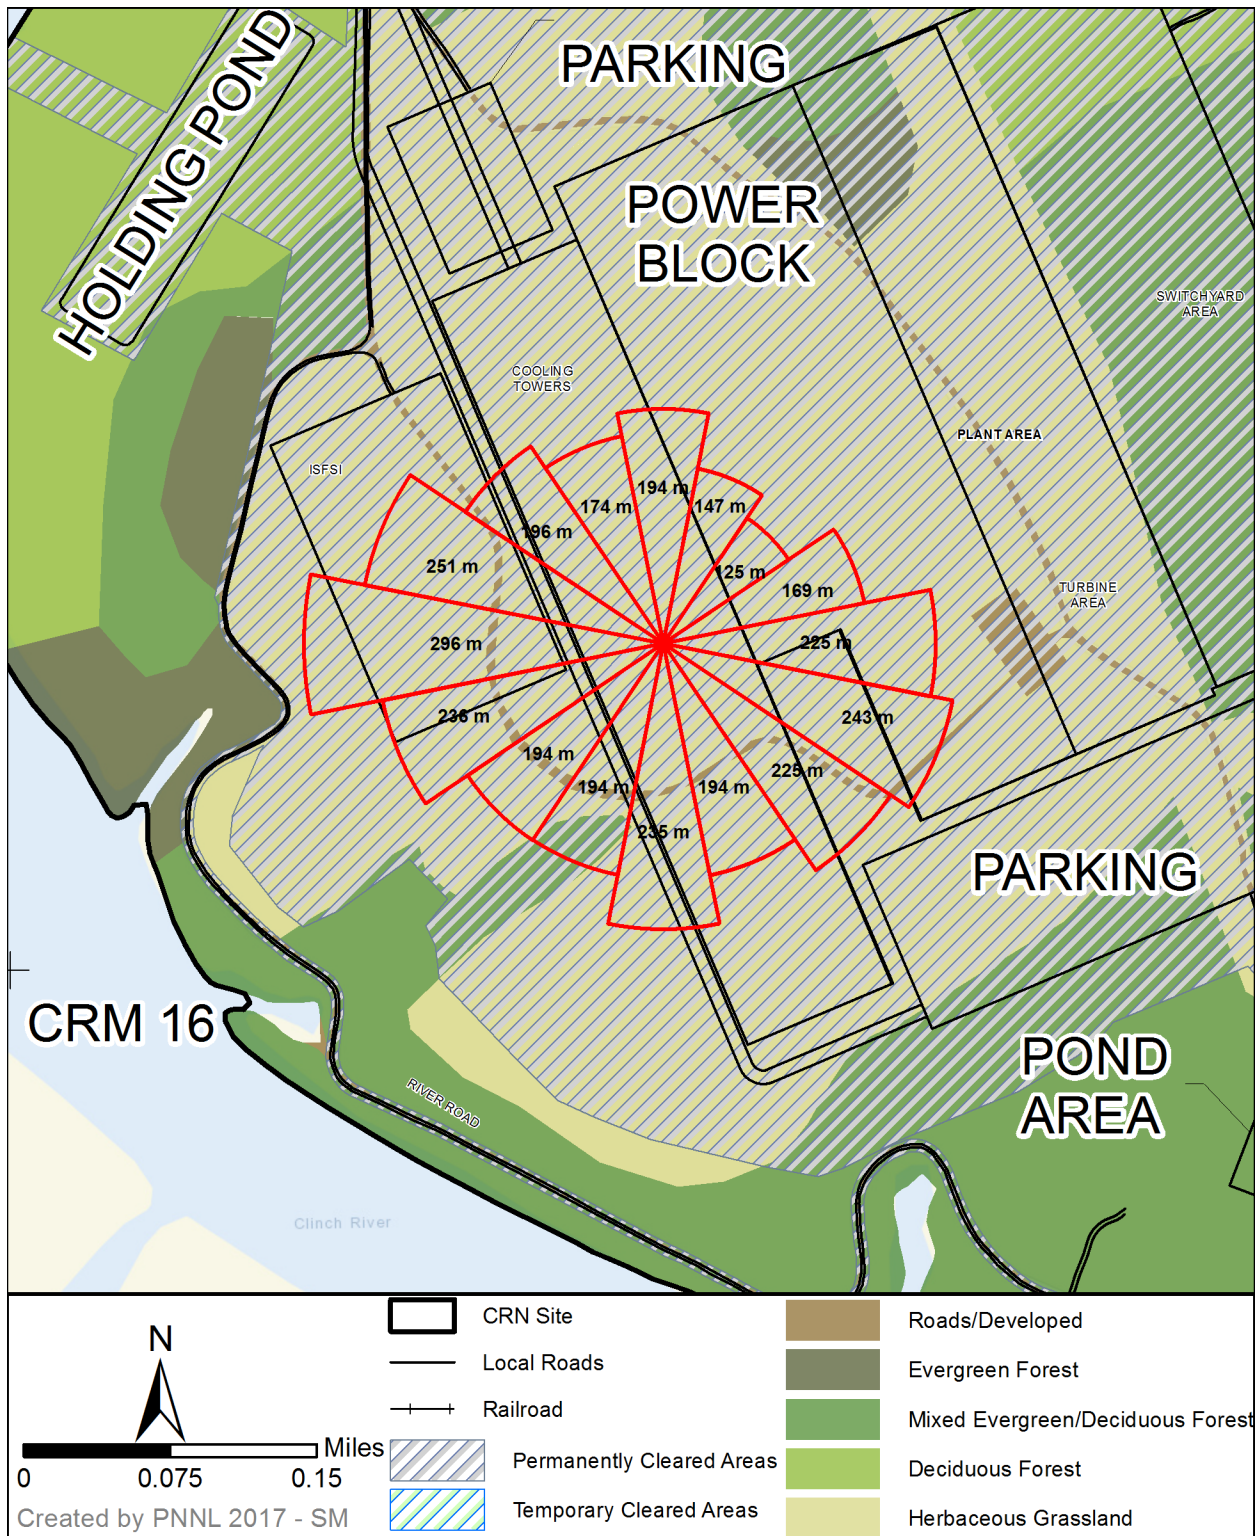 HOLDING POND
PARKING
POWER
BLOCK
SWITCHYARD
AREA
COOLING
TOWERS
PLANT AREA
ISFSI
194 m
174 m
147 m
196 m
125 m
251 m
169 m
TURBINE
AREA
296 m
225 m
236 m
243 m
194 m
225 m
194 m
194 m
235 m
PARKING
CRM 16
POND
AREA
RIVER ROAD
Clinch River
N
Miles
0 0.075 0.15
Created by PNNL 2017 - SM
CRN Site
Local Roads
Railroad
Permanently Cleared Areas
Temporary Cleared Areas
Roads/Developed
Evergreen Forest
Mixed Evergreen/Deciduous Forest
Deciduous Forest
Herbaceous Grassland